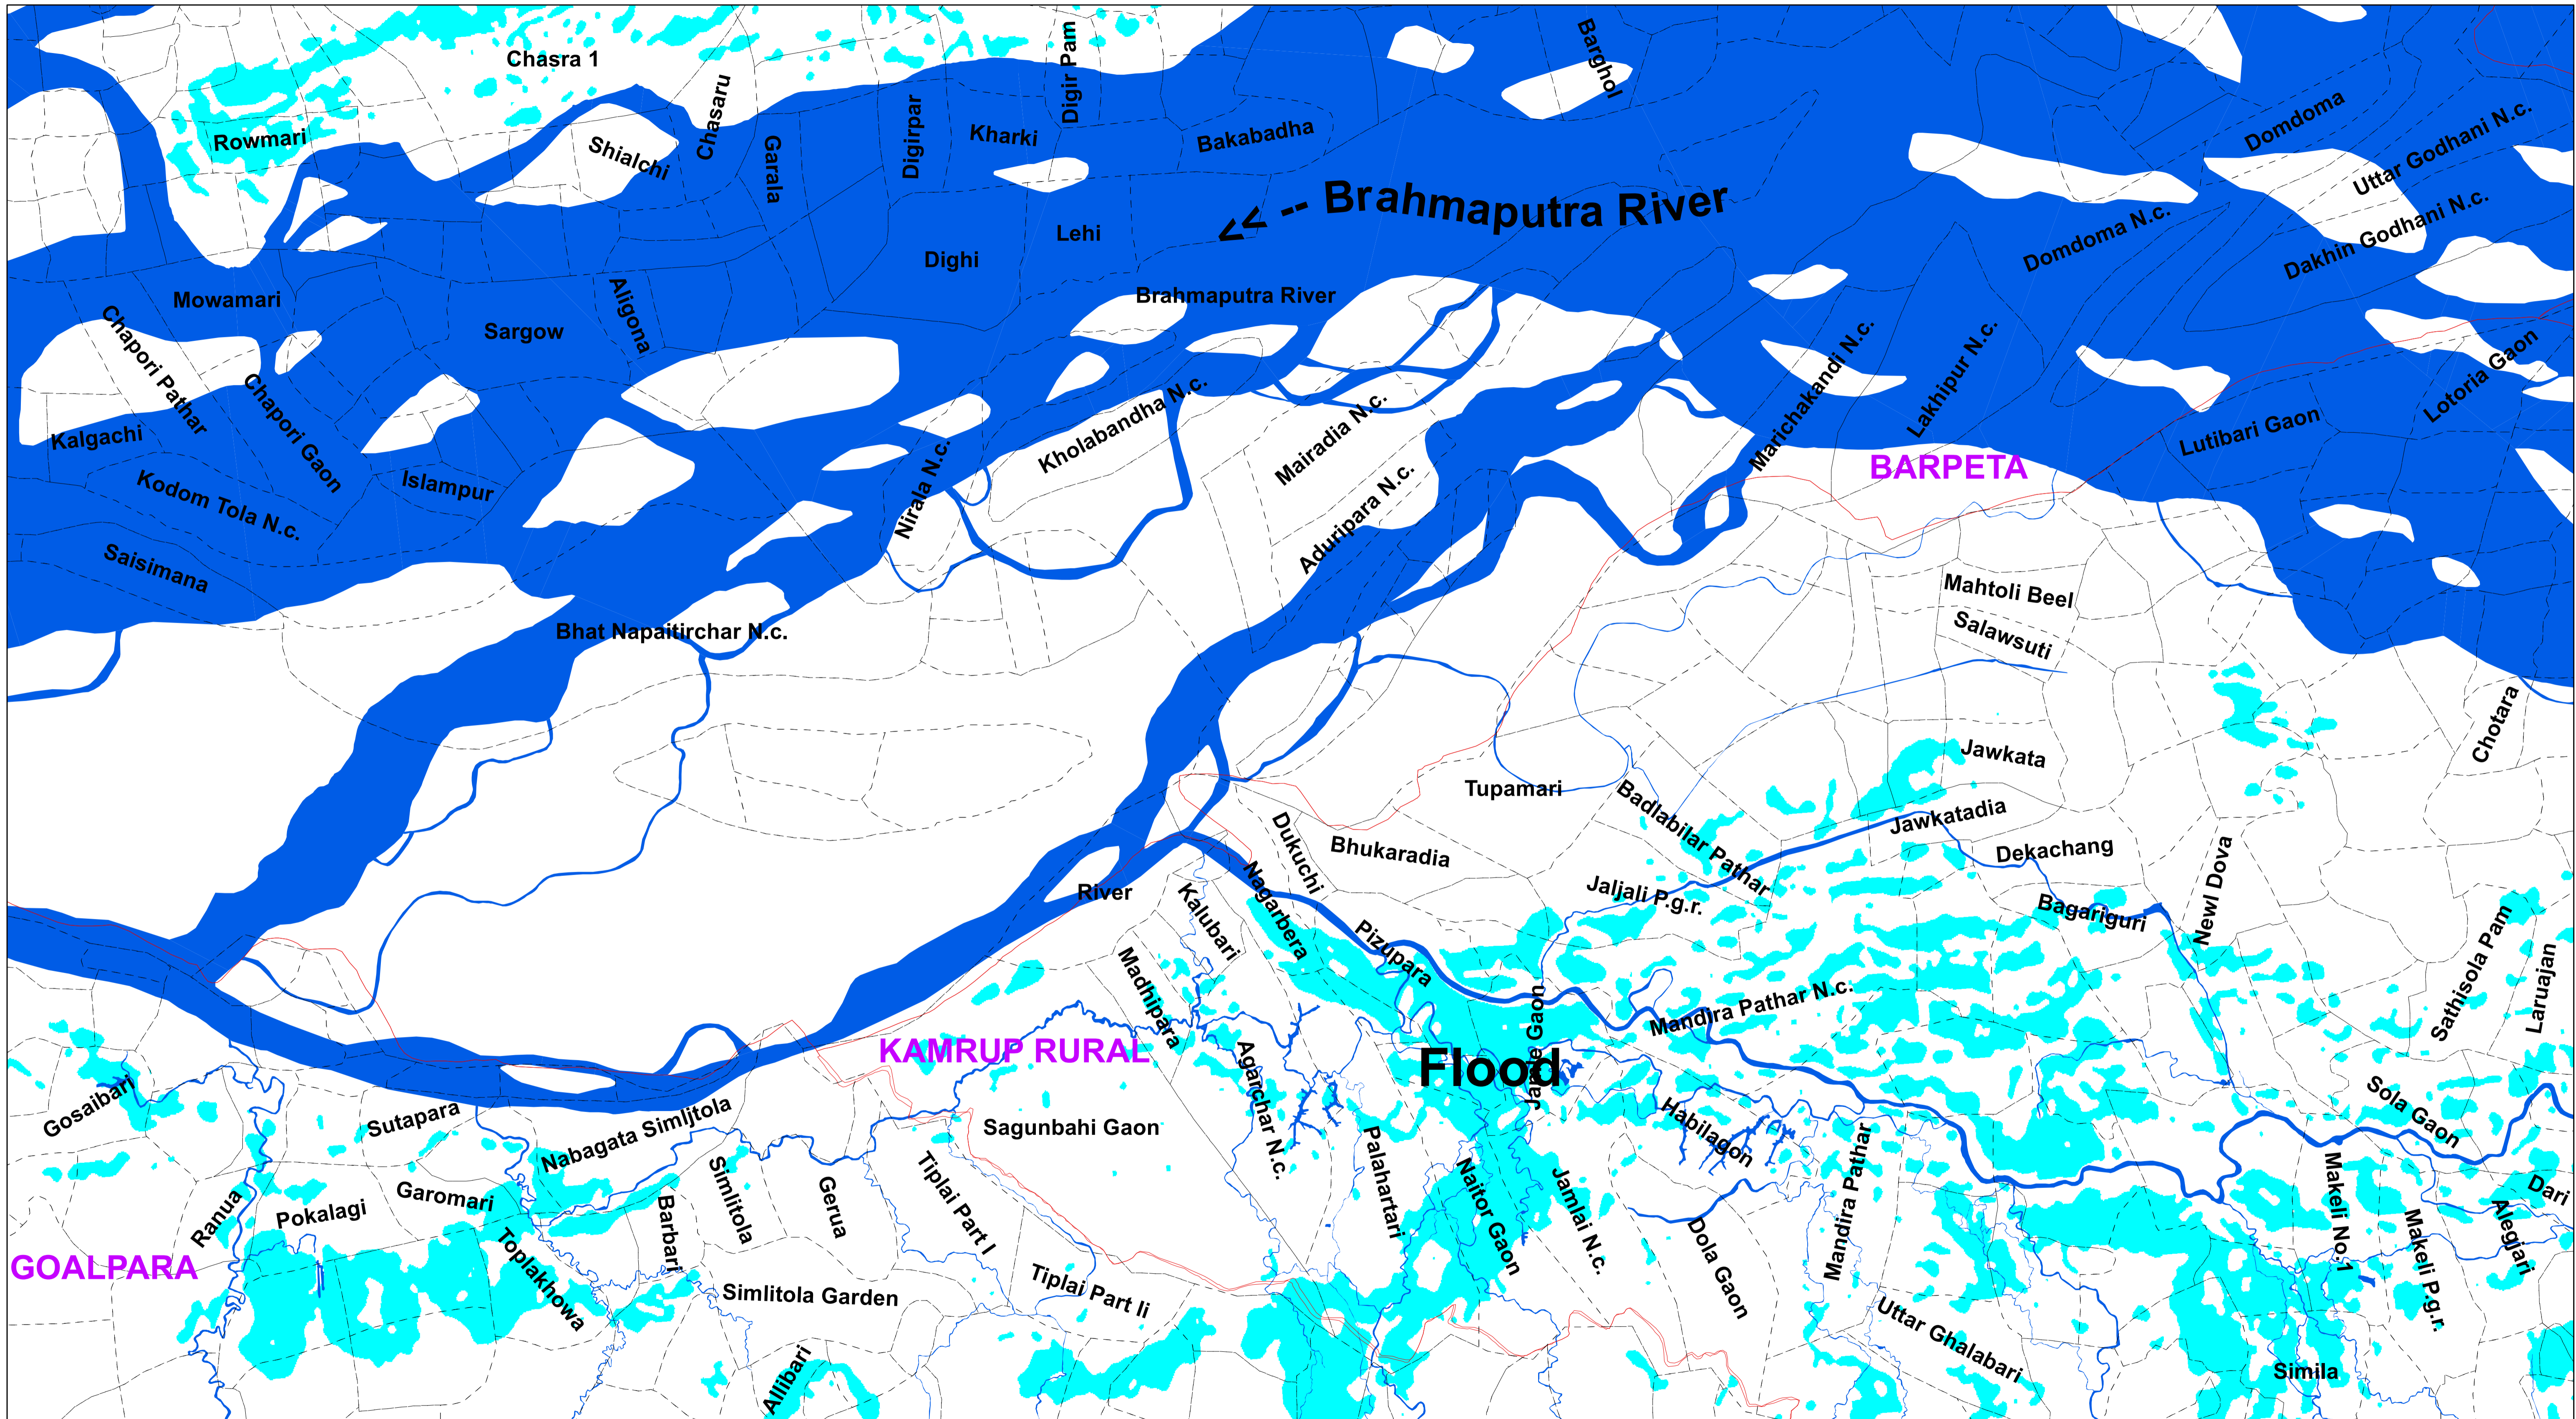 Chasra 1
Digir Pam
Barghol
Chasaru
Rowmari
Shialchi
Garala
Digirpar
Kharki
Bakabadha
Domdoma
Uttar Godhani N.c.
<< -- Brahmaputra River
Lehi
Dighi
Domdoma N.c.
Dakhin Godhani N.c.
Mowamari
Brahmaputra River
Aligona
Sargow
Chapori Pathar
Chapori Gaon
Marichakandi N.c.
Lakhipur N.c.
Lotoria Gaon
Kalgachi
Kholabandha N.c.
Mairadia N.c.
Lutibari Gaon
BARPETA
Kodom Tola N.c.
Islampur
Nirala N.c.
Aduripara N.c.
Saisimana
Mahtoli Beel
Bhat Napaitirchar N.c.
Salawsuti
Chotara
Jawkata
Tupamari
Badlabilar Pathar
Jawkatadia
Dukuchi
Bhukaradia
Dekachang
River
Kalubari
Nagarbera
Jaljali P.g.r.
Bagariguri
Newl Dova
Pizupara
Madhipara
Sathisola Pam
Laruajan
Mandira Pathar N.c.
Jambe Gaon
KAMRUP RURAL
Flood
Gosaibari
Sutapara
Nabagata Simljtola
Sagunbahi Gaon
Agarchar N.c.
Habilagon
Sola Gaon
Ranua
Pokalagi
Garomari
Barbari
Simlitola
Gerua
Tiplai Part I
Palahartari
Naitor Gaon
Jamlai N.c.
Mandira Pathar
Makeli No.1
Dari
Alegjari
GOALPARA
Toplakhowa
Simlitola Garden
Tiplai Part Ii
Dola Gaon
Makeli P.g.r.
Uttar Ghalabari
Allibari
Simila